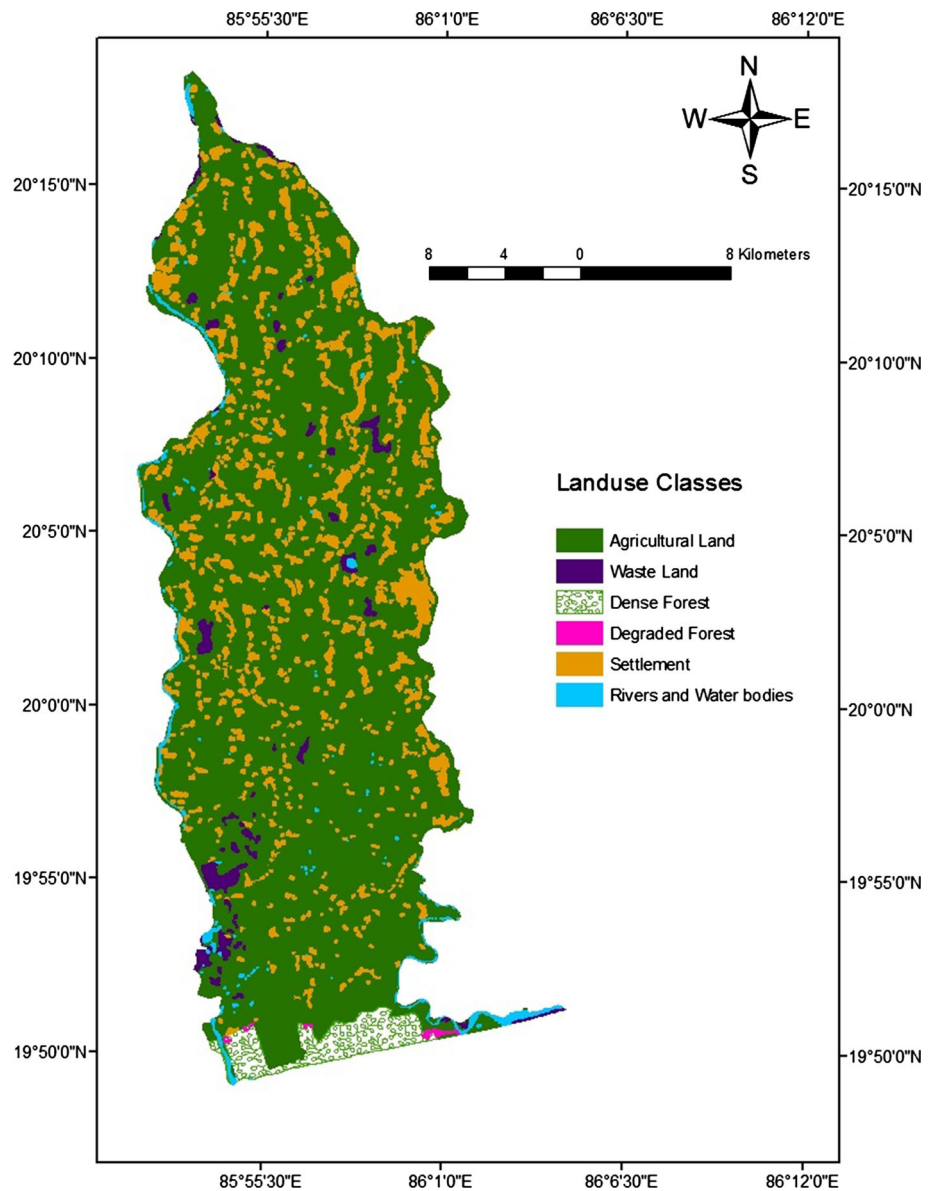 85°55'30"E 86°1'0"E 86°6'30"E 86°12'0"E
N
W E
S
20°15'0"N 20°15'0"N
8 4 0 8 Kilometers
20°10'0"N 20°10'0"N
Landuse Classes
20°5'0"N 20°5'0"N
Agricultural Land
Waste Land
Dense Forest
Degraded Forest
Settlement
Rivers and Water bodies
20°0'0"N 20°0'0"N
19°55'0"N 19°55'0"N
19°50'0"N 19°50'0"N
85°55'30"E 86°1'0"E 86°6'30"E 86°12'0"E